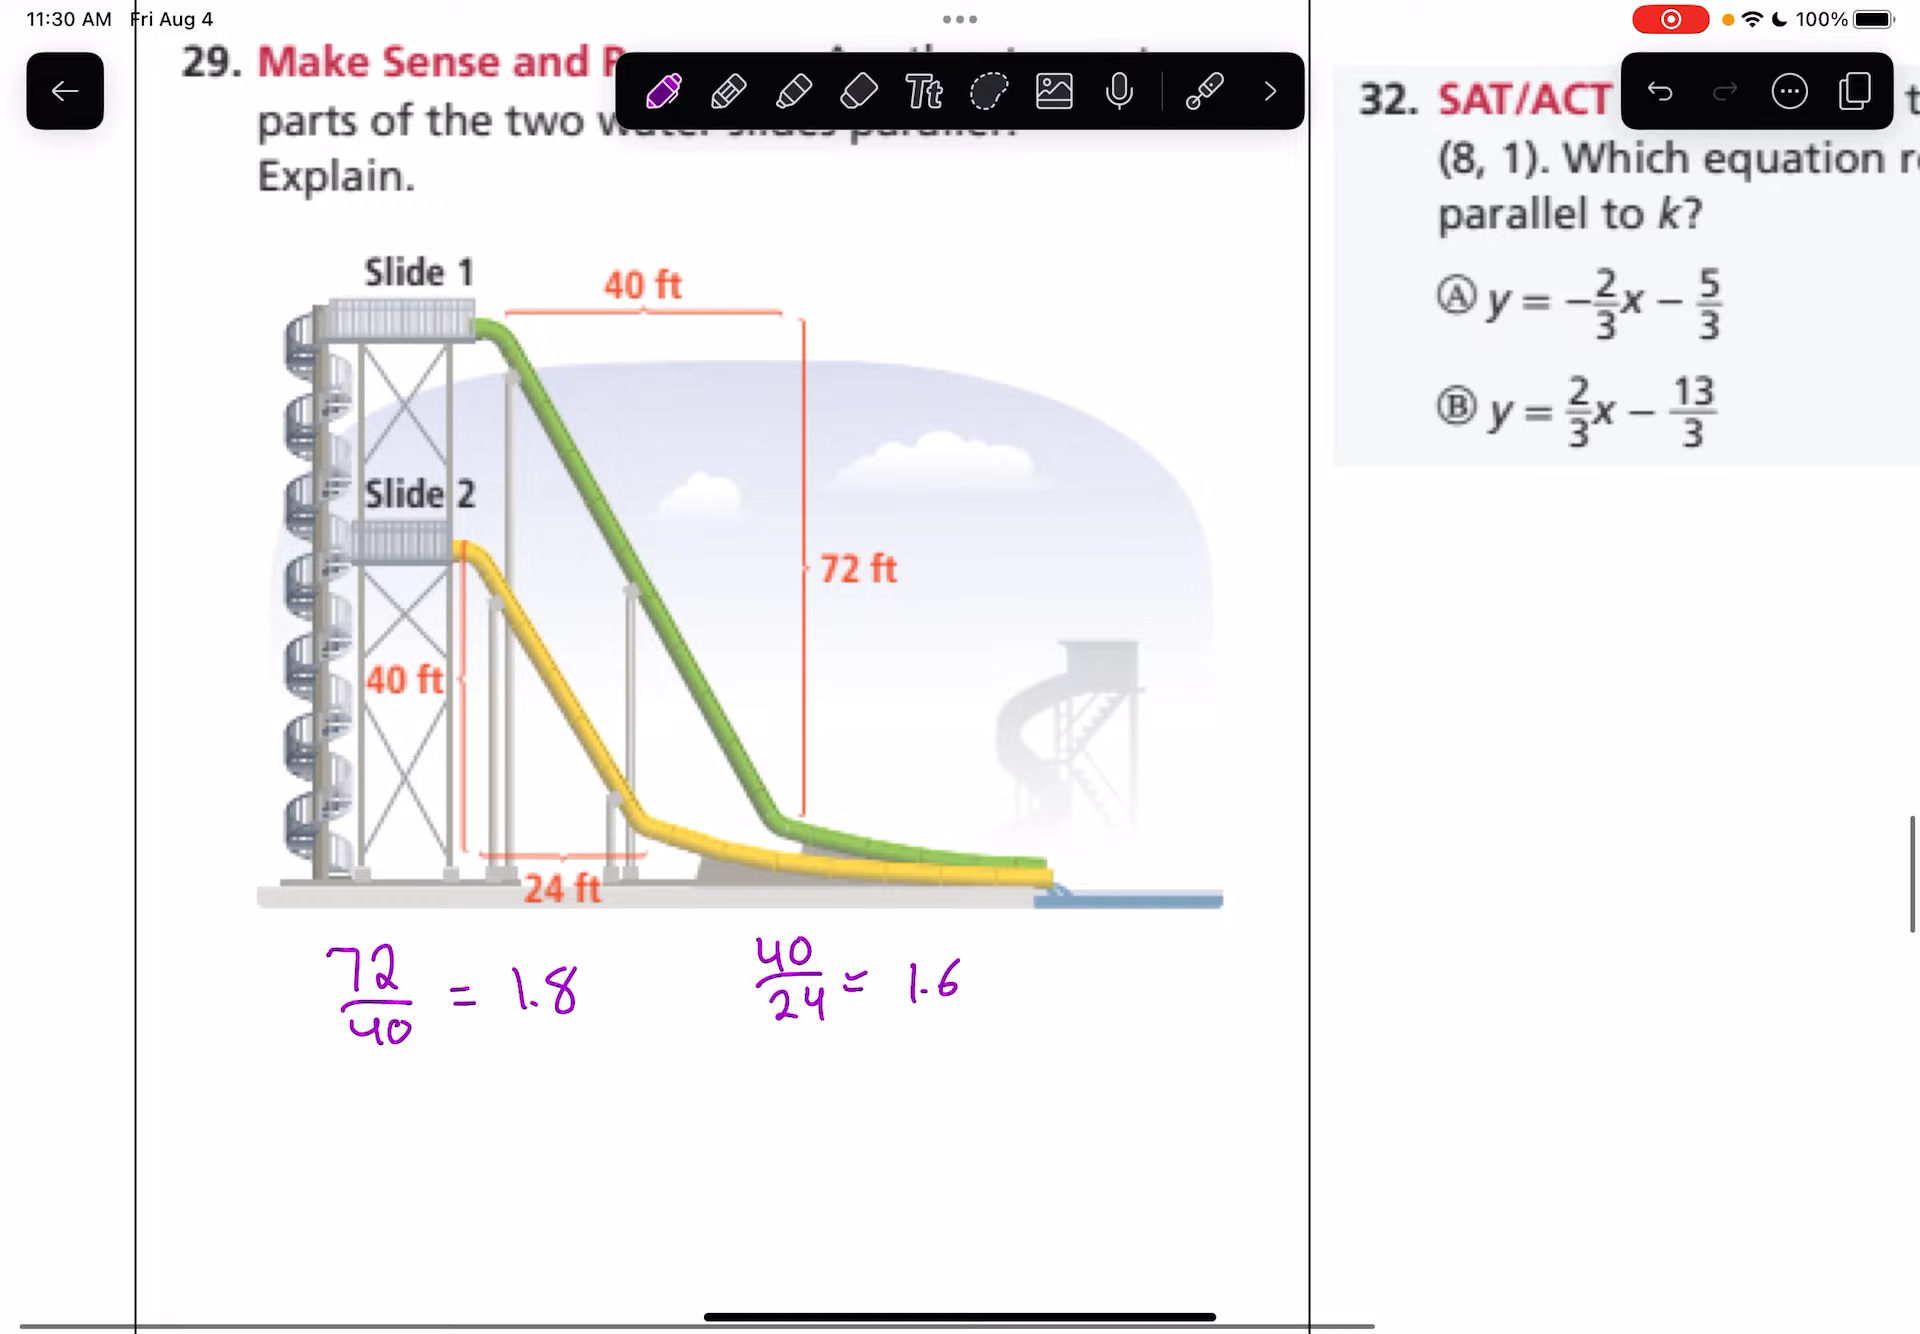 11:30 AM Fri Aug 4
100%
29. Make Sense and
parts of the two
Explain.
Slide 1
40 ft
72 ft
Slide 2
40 ft
24 ft
72/40 = 1.8
40/24 = 1.6
Tt
32. SAT/ACT
(8, 1). Which equation
parallel to k?
Ⓐ y = −2/3x − 5/3
Ⓑ y = 2/3x − 13/3